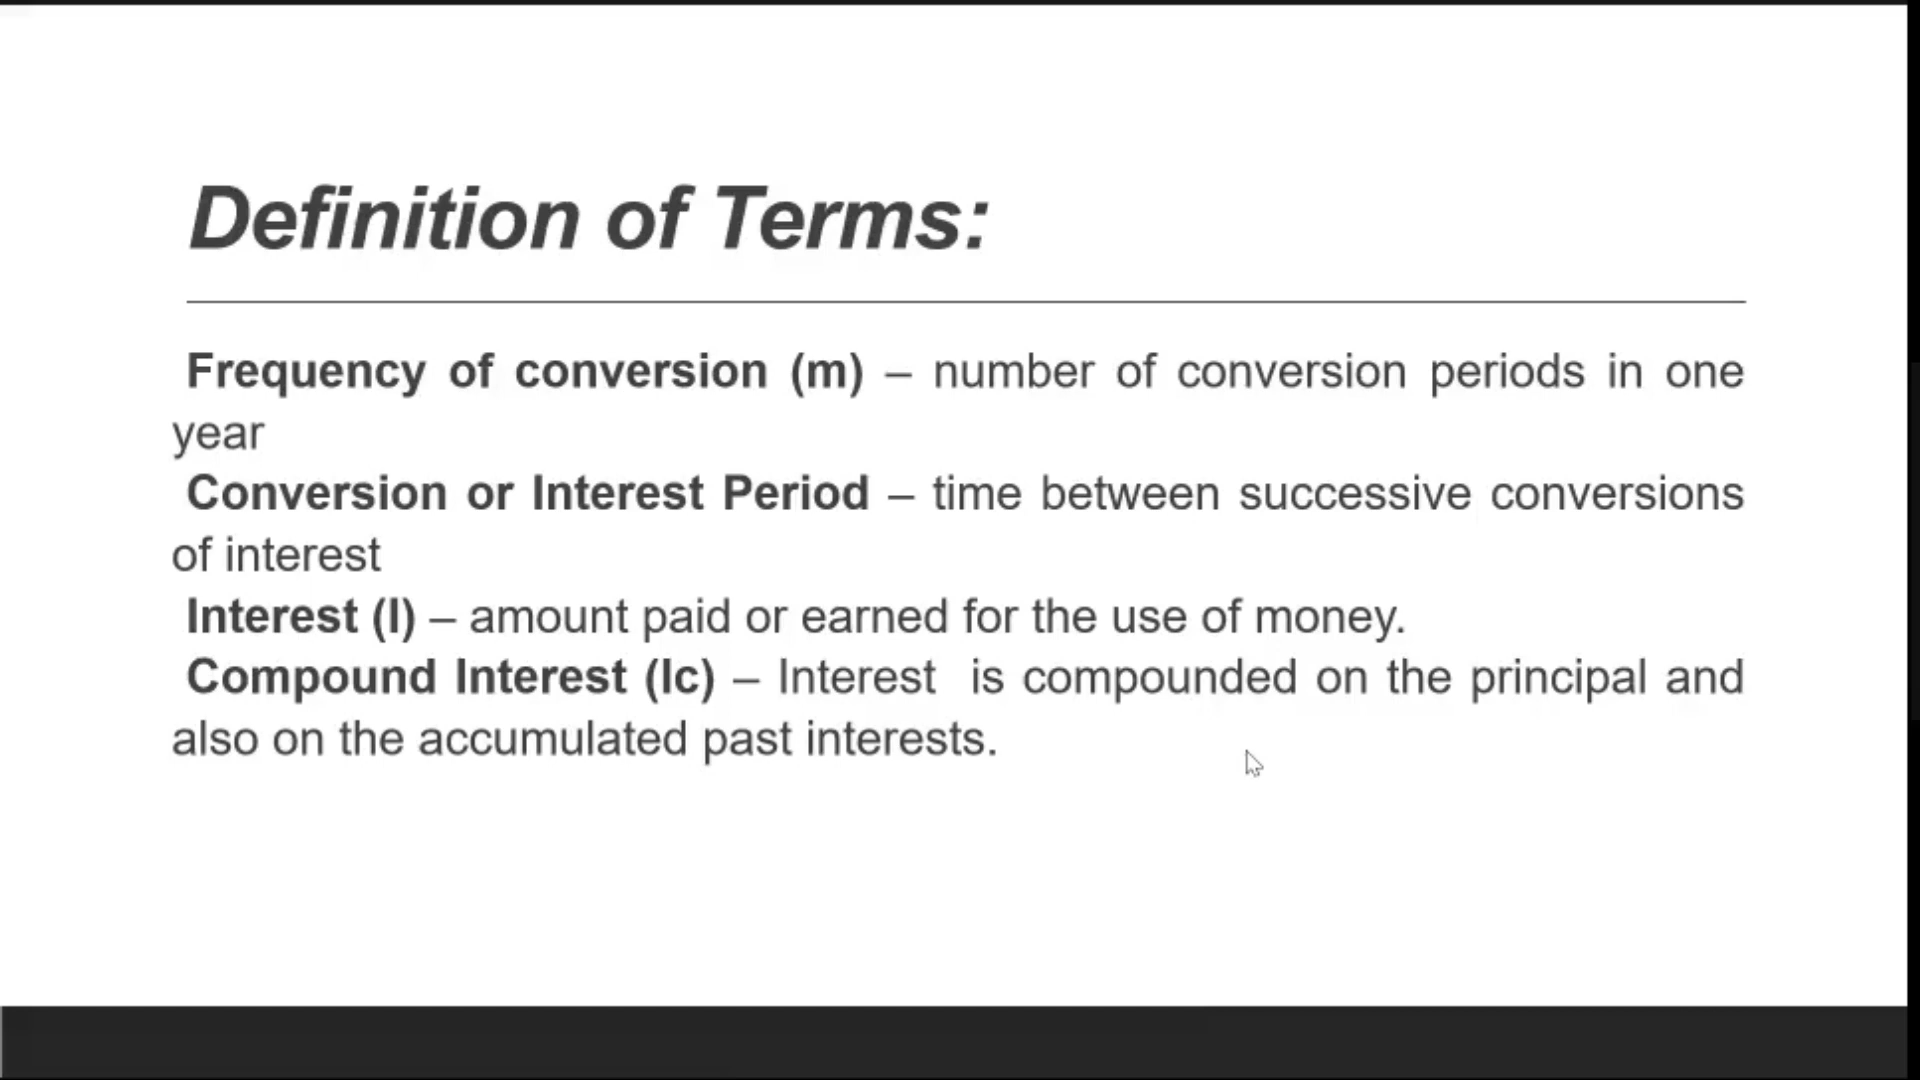 Definition of Terms:
Frequency of conversion (m) – number of conversion periods in one
year
Conversion or Interest Period – time between successive conversions
of interest
Interest (I) – amount paid or earned for the use of money.
Compound Interest (Ic) – Interest  is compounded on the principal and
also on the accumulated past interests.